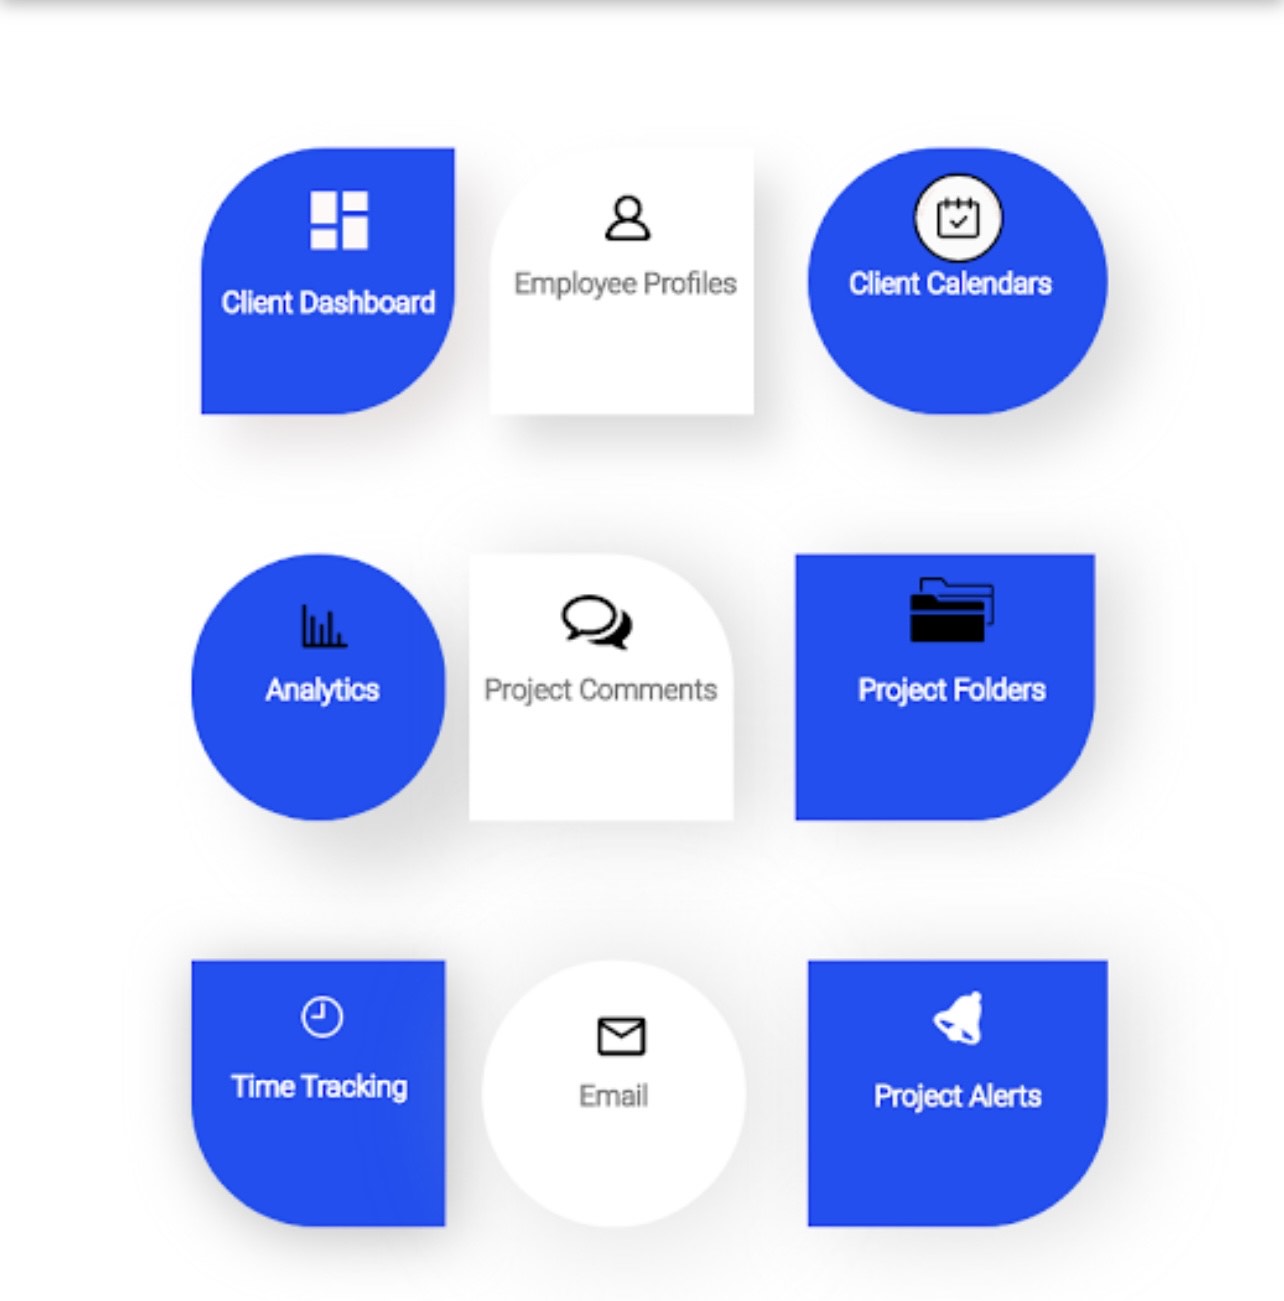 Client Dashboard
Employee Profiles
Client Calendars
Analytics
Project Comments
Project Folders
Time Tracking
Email
Project Alerts